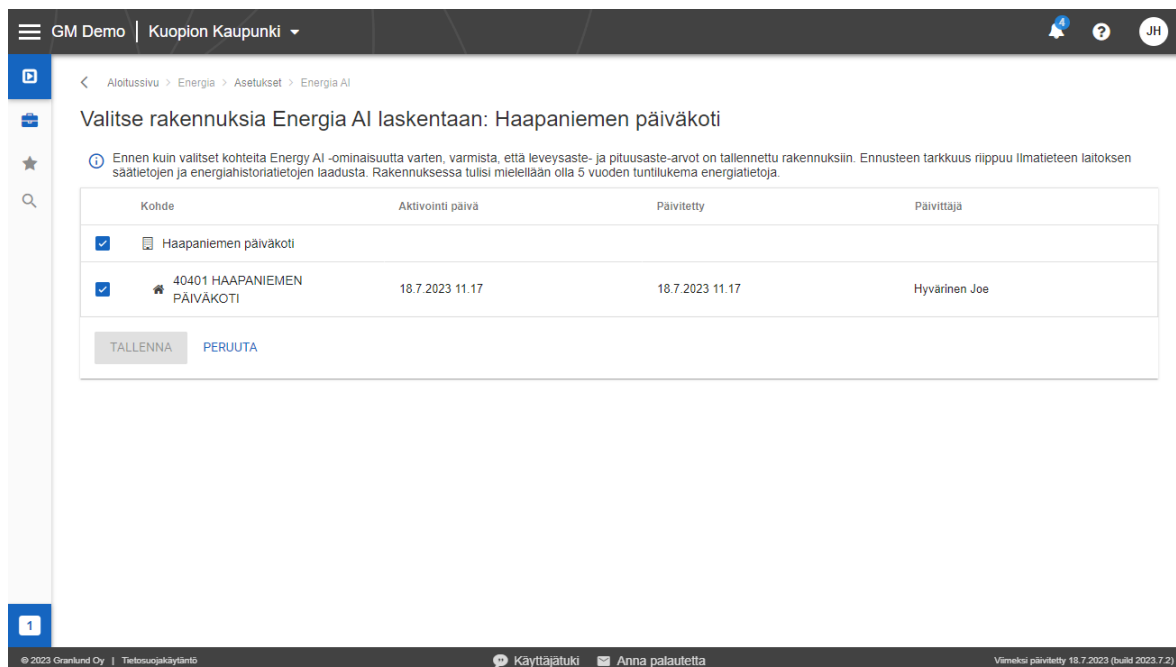 GM Demo | Kuopion Kaupunki
4
?
JH
Aloitussivu > Energia > Asetukset > Energia AI
Valitse rakennuksia Energia AI laskentaan: Haapaniemen päiväkoti
Ennen kuin valitset kohteita Energy AI -ominaisuutta varten, varmista, että leveysaste- ja pituusaste-arvot on tallennettu rakennuksiin. Ennusteen tarkkuus riippuu Ilmatieteen laitoksen
säätietojen ja energiahistoriatietojen laadusta. Rakennuksessa tulisi mielellään olla 5 vuoden tuntilukema energiatietoja.
Kohde Aktivointi päivä Päivitetty Päivittäjä
Haapaniemen päiväkoti
40401 HAAPANIEMEN
PÄIVÄKOTI
18.7.2023 11.17 18.7.2023 11.17 Hyvärinen Joe
TALLENNA PERUUTA
1
© 2023 Granlund Oy | Tietosuojakäytäntö Käyttäjätuki Anna palautetta Viimeksi päivitetty 18.7.2023 (build 2023.7.2)